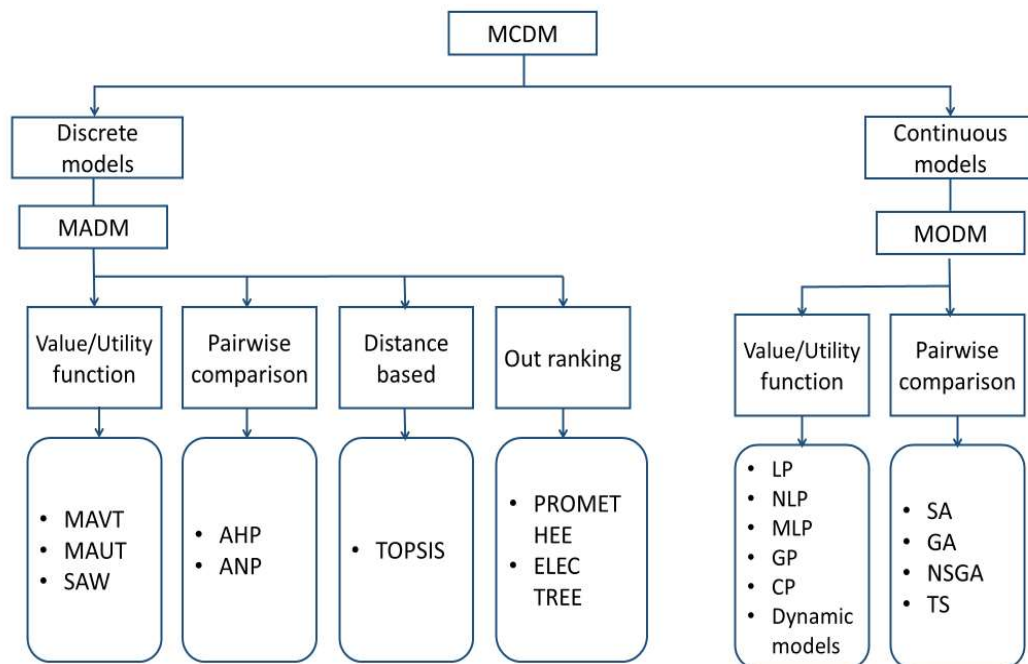 MCDM
Discrete
models
Continuous
models
MADM
MODM
Value/Utility
function
Pairwise
comparison
Distance
based
Out ranking
Value/Utility
function
Pairwise
comparison
• MAVT
• MAUT
• SAW
• AHP
• ANP
• TOPSIS
• PROMET
HEE
• ELEC
TREE
• LP
• NLP
• MLP
• GP
• CP
• Dynamic
models
• SA
• GA
• NSGA
• TS